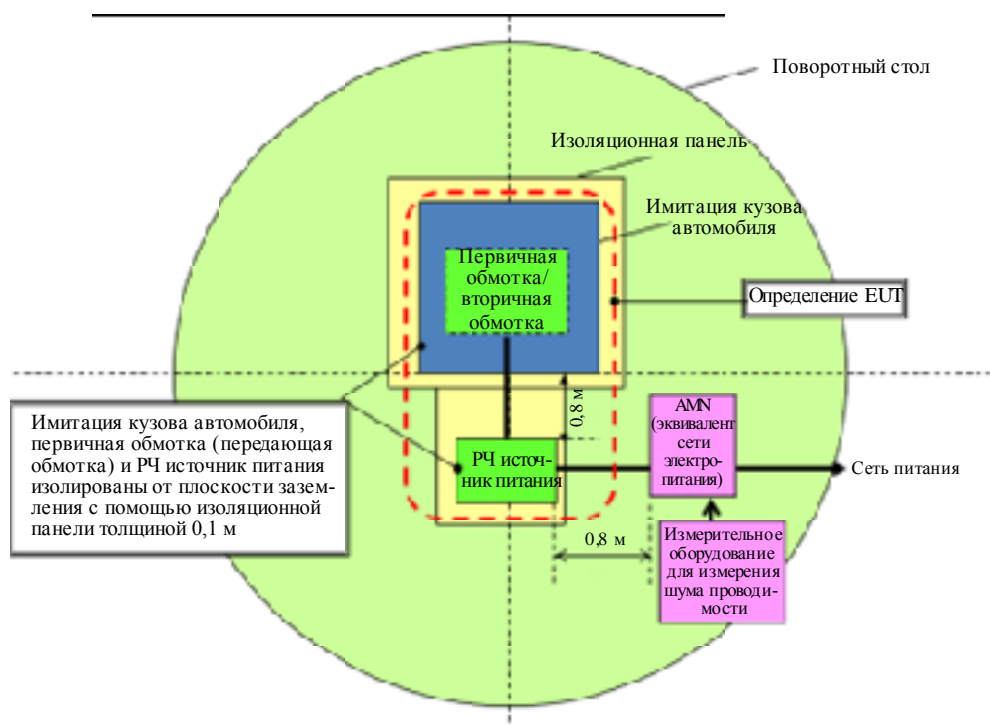 Поворотный стол
Изоляционная панель
Имитация кузова
автомобиля
Первичная
обмотка/
вторичная
обмотка
Определение EUT
0,8 м
Имитация кузова автомобиля,
первичная обмотка (передающая
обмотка) и РЧ источник питания
изолированы от плоскости зазем-
ления с помощью изоляционной
панели толщиной 0,1 м
РЧ источ-
ник питания
AMN
(эквивалент
сети
электро-
питания)
Сеть питания
0,8 м
Измерительное
оборудование
для измерения
шума проводи-
мости